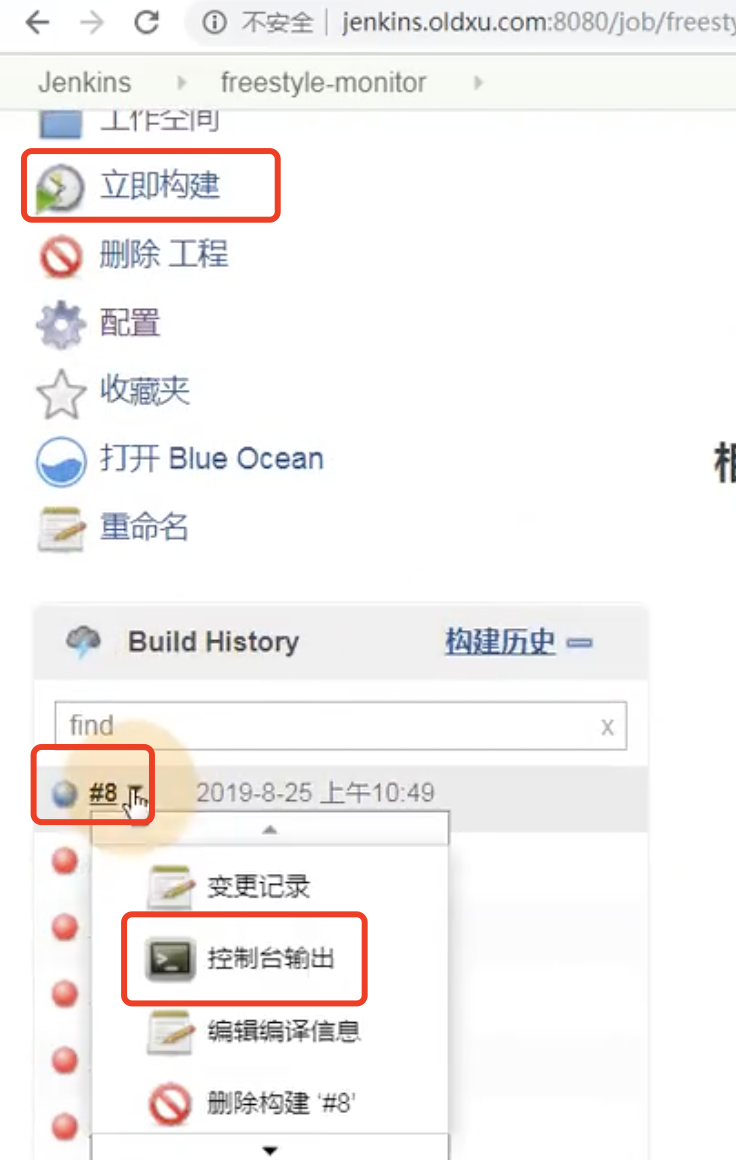 不安全 | jenkins.oldxu.com:8080/job/freesty
Jenkins freestyle-monitor
工作空间
立即构建
删除 工程
配置
收藏夹
打开 Blue Ocean
重命名
Build History 构建历史
find x
#8 2019-8-25 上午10:49
变更记录
控制台输出
编辑编译信息
删除构建 '#8'